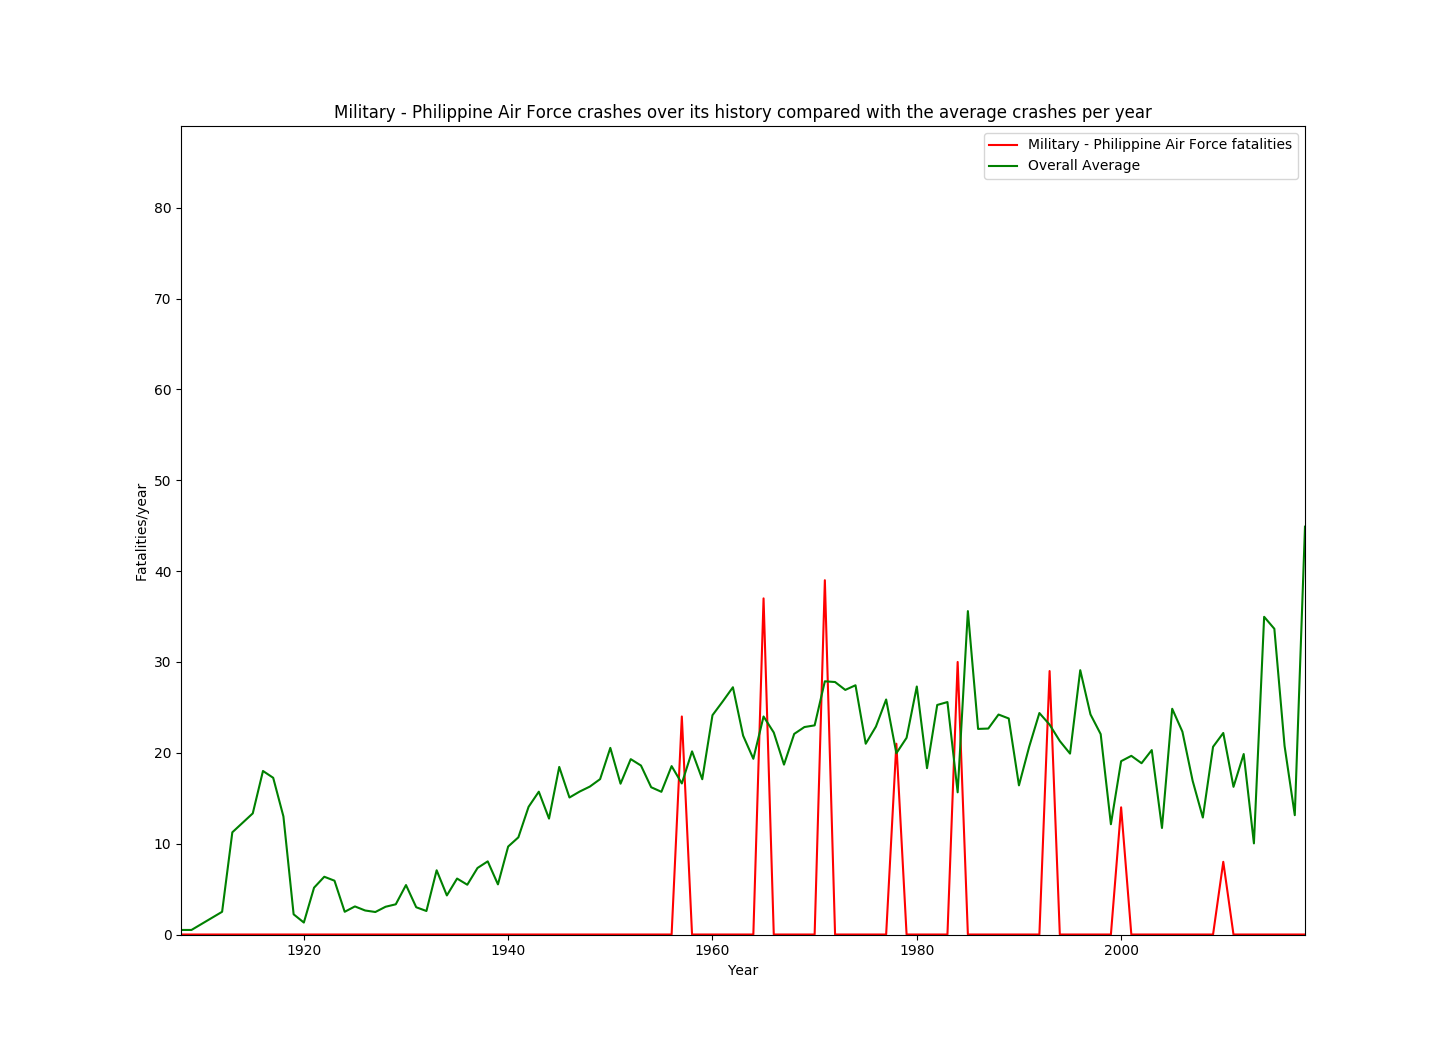 Military - Philippine Air Force crashes over its history compared with the average crashes per year
Military - Philippine Air Force fatalities
Overall Average
80
70
60
50
40
30
20
10
0
Fatalities/year
1920 1940 1960 1980 2000
Year